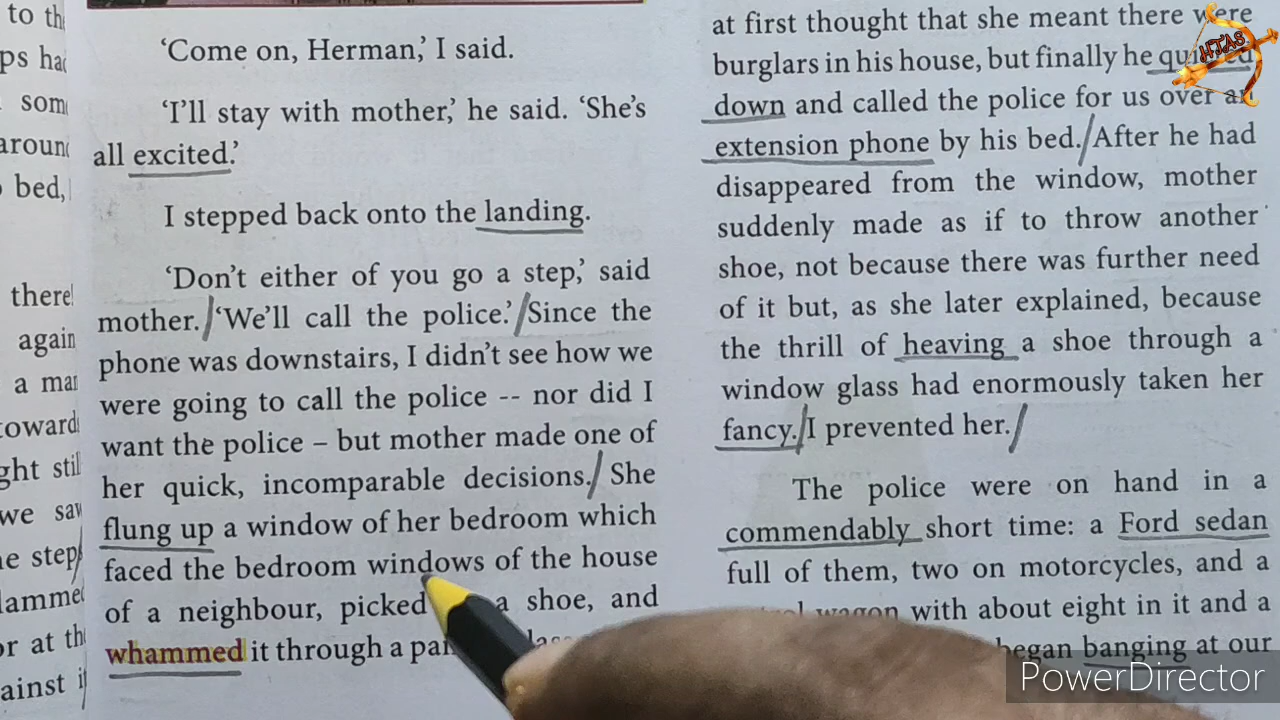 to th
ps ha
som
aroun
bed,
there
again
a man
toward
ght stil
we saw
e step
lamme
or at th
ainst i
‘Come on, Herman,’ I said.
‘I’ll stay with mother,’ he said. ‘She’s
all excited.’
I stepped back onto the landing.
‘Don’t either of you go a step,’ said
mother. ‘We’ll call the police.’ Since the
phone was downstairs, I didn’t see how we
were going to call the police -- nor did I
want the police – but mother made one of
her quick, incomparable decisions. She
flung up a window of her bedroom which
faced the bedroom windows of the house
of a neighbour, picked a shoe, and
whammed it through a
at first thought that she meant there were
burglars in his house, but finally he
down and called the police for us over an
extension phone by his bed. After he had
disappeared from the window, mother
suddenly made as if to throw another
shoe, not because there was further need
of it but, as she later explained, because
the thrill of heaving a shoe through a
window glass had enormously taken her
fancy. I prevented her.
The police were on hand in a
commendably short time: a Ford sedan
full of them, two on motorcycles, and a
wagon with about eight in it and a
began banging at our
HTAS
PowerDirector